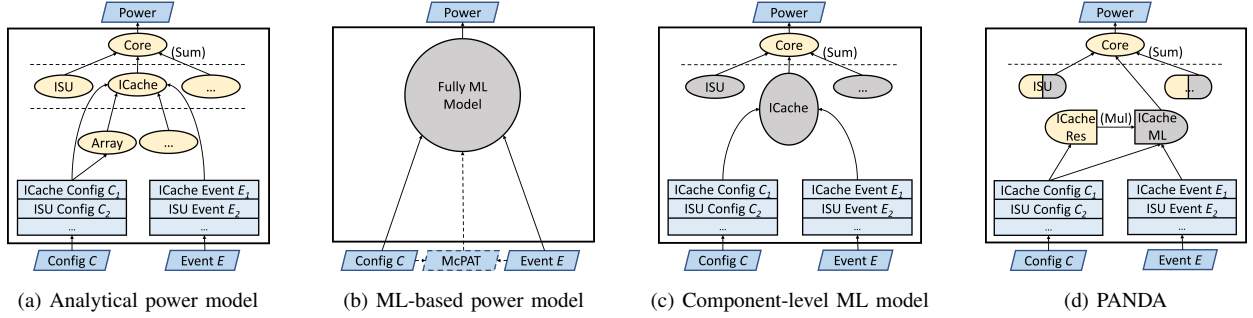 Power
Core
(Sum)
ISU
ICache
...
Array
...
ICache Config C1
ISU Config C2
...
ICache Event E1
ISU Event E2
...
Config C
Event E
(a) Analytical power model
Power
Fully ML
Model
Config C
McPAT
Event E
(b) ML-based power model
Power
Core
(Sum)
ISU
ICache
...
ICache Config C1
ISU Config C2
...
ICache Event E1
ISU Event E2
...
Config C
Event E
(c) Component-level ML model
Power
Core
(Sum)
ISU
...
ICache
Res
(Mul)
ICache
ML
ICache Config C1
ISU Config C2
...
ICache Event E1
ISU Event E2
...
Config C
Event E
(d) PANDA